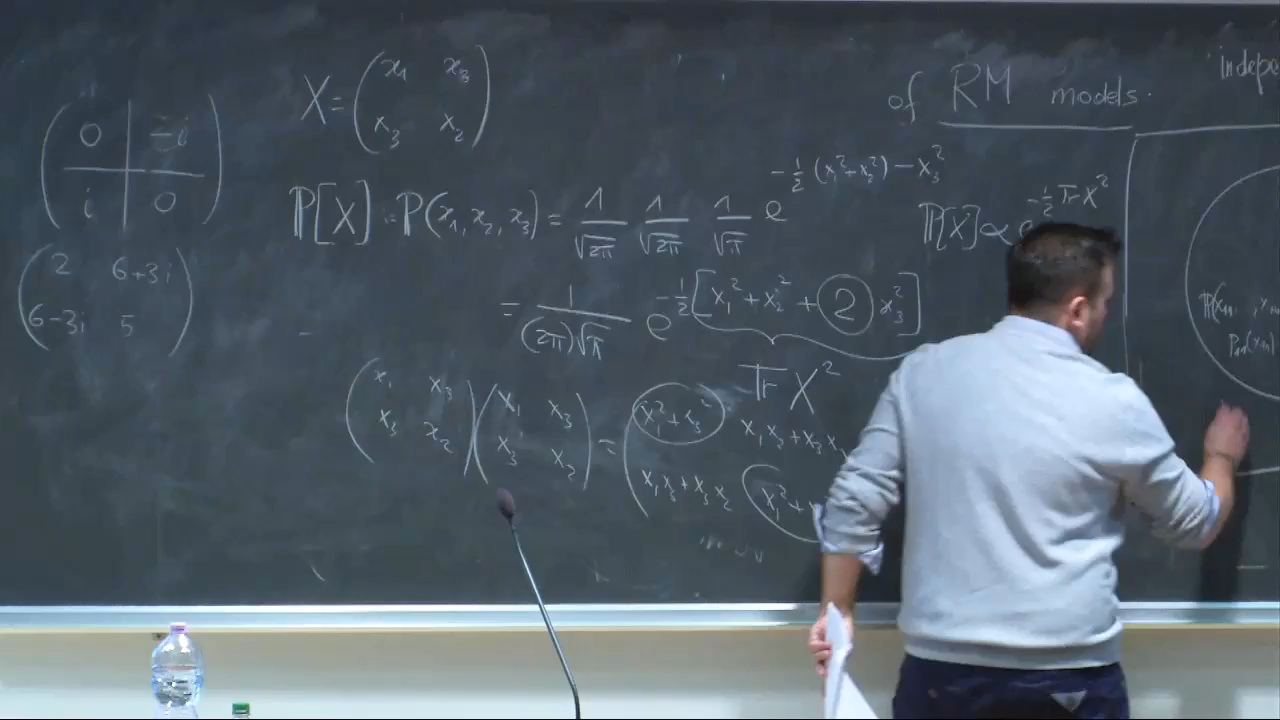 ( 0 | -i )
( i | 0 )
( 2 6+3i )
( 6-3i 5 )
X = ( x₁ x₃ )
( x₃ x₂ )
P[X] = P(x₁, x₂, x₃) = 1/√2π 1/√2π 1/√π e^{-½(x₁²+x₂²) - x₃²}
= 1/((2π)√π) e^{-½[x₁² + x₂² + 2 x₃²]}
Tr X²
( x₁ x₃ ) ( x₁ x₃ ) = ( x₁²+x₃² x₁x₃ + x₃x
( x₃ x₂ ) ( x₃ x₂ ) ( x₁x₃ + x₃x₂
of RM models.
P[X] ∝ e^{-½ Tr X²}
indepe